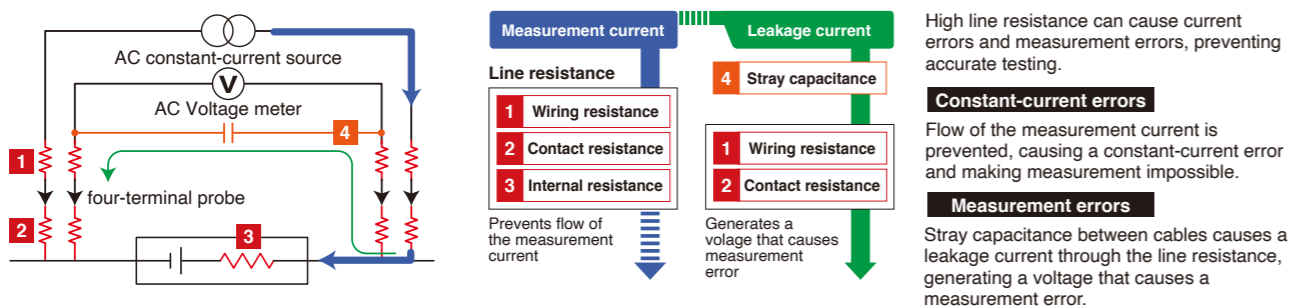 AC constant-current source
V
AC Voltage meter
4
1
four-terminal probe
2
3
Measurement current
Line resistance
1 Wiring resistance
2 Contact resistance
3 Internal resistance
Prevents flow of
the measurement
current
Leakage current
4 Stray capacitance
1 Wiring resistance
2 Contact resistance
Generates a
volage that causes
measurement
error
High line resistance can cause current
errors and measurement errors, preventing
accurate testing.
Constant-current errors
Flow of the measurement current is
prevented, causing a constant-current error
and making measurement impossible.
Measurement errors
Stray capacitance between cables causes a
leakage current through the line resistance,
generating a voltage that causes a
measurement error.